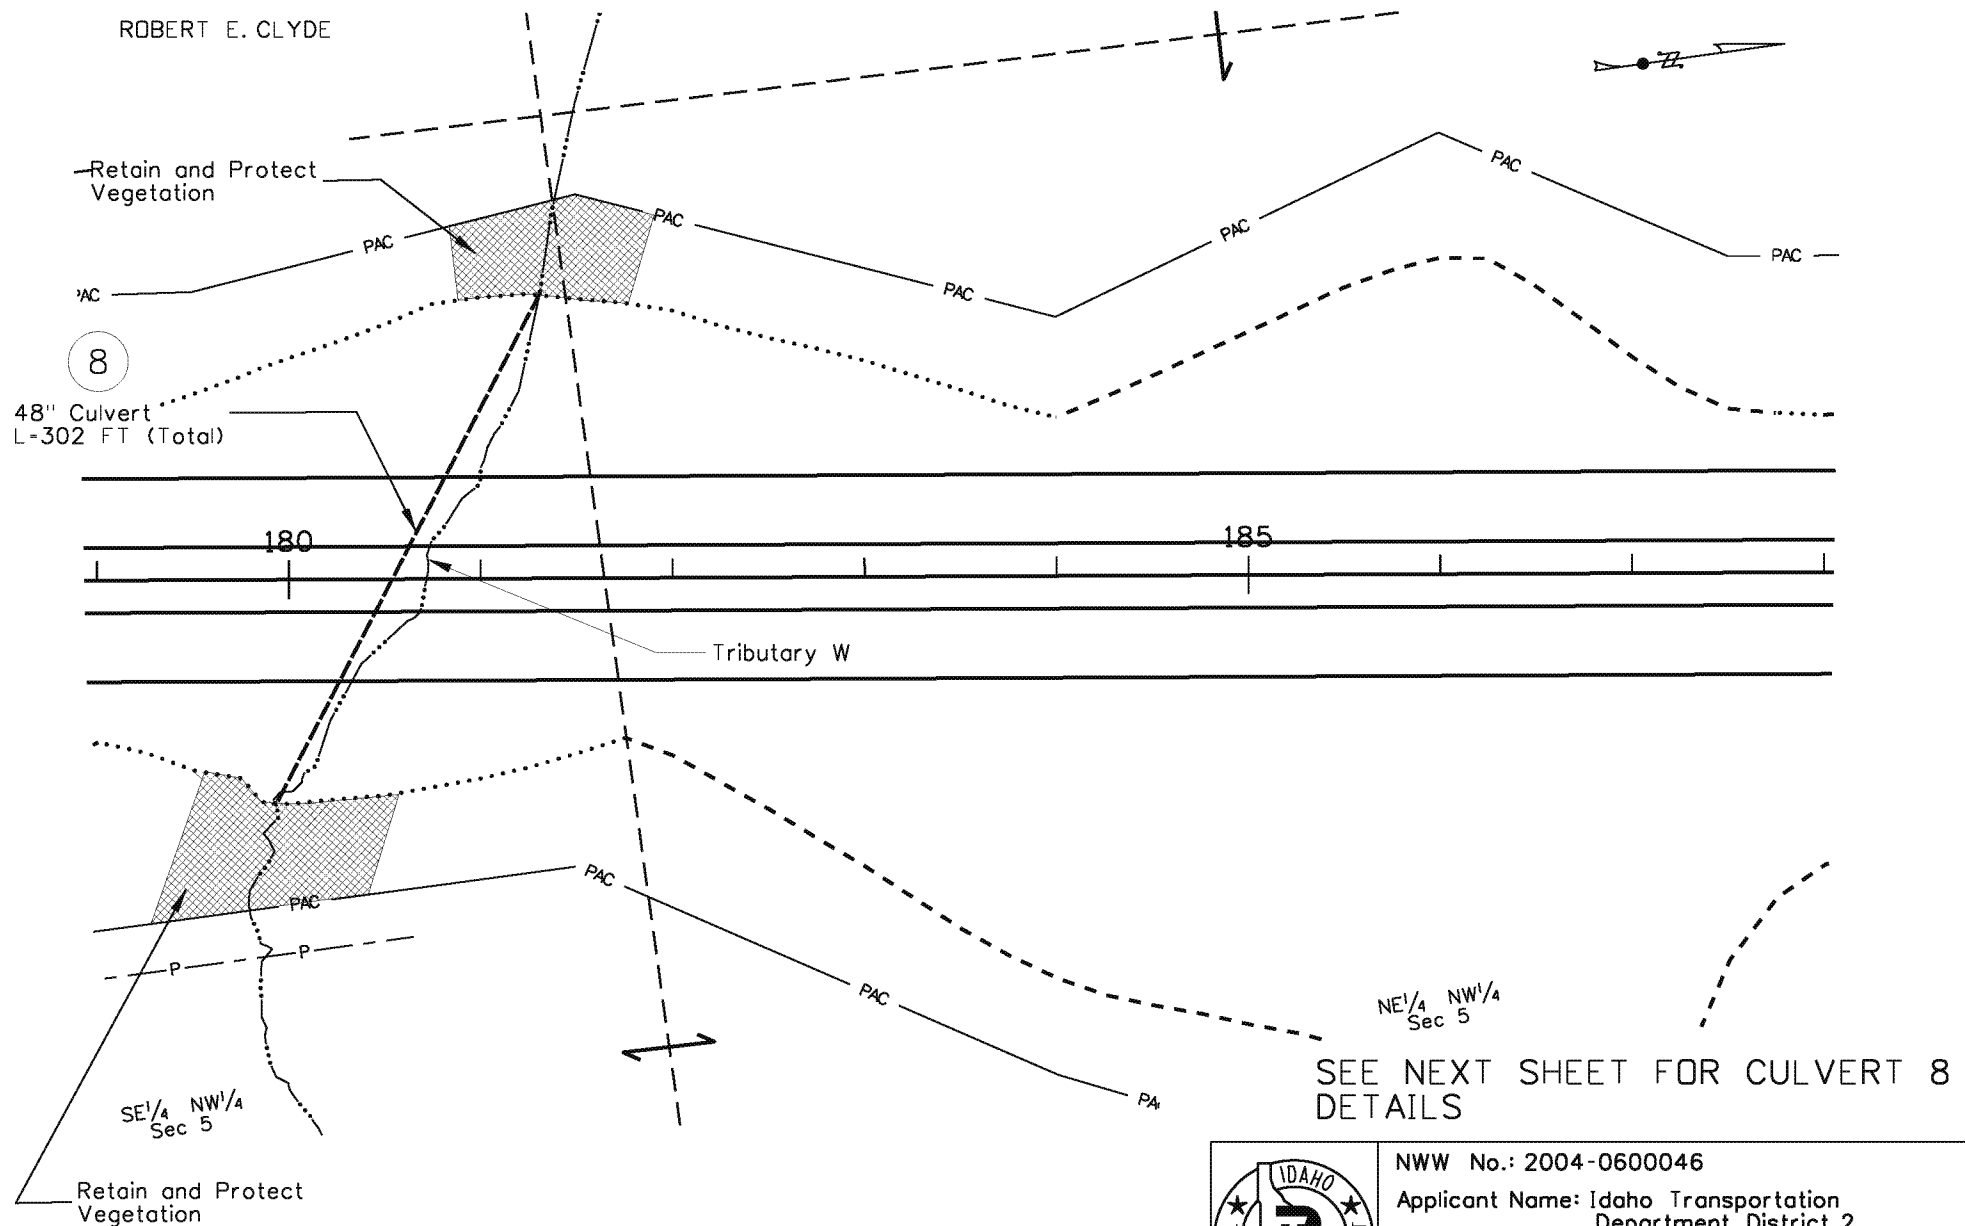 ROBERT E. CLYDE
Z
Retain and Protect
Vegetation
PAC
PAC
PAC
PAC
PAC
PAC
PAC
8
48" Culvert
L=302 FT (Total)
180
185
Tributary W
PAC
PAC
PAC
P
P
NE1/4 NW1/4
Sec 5
SE1/4 NW1/4
Sec 5
SEE NEXT SHEET FOR CULVERT 8
DETAILS
Retain and Protect
Vegetation
IDAHO
NWW No.: 2004-0600046
Applicant Name: Idaho Transportation
Department, District 2